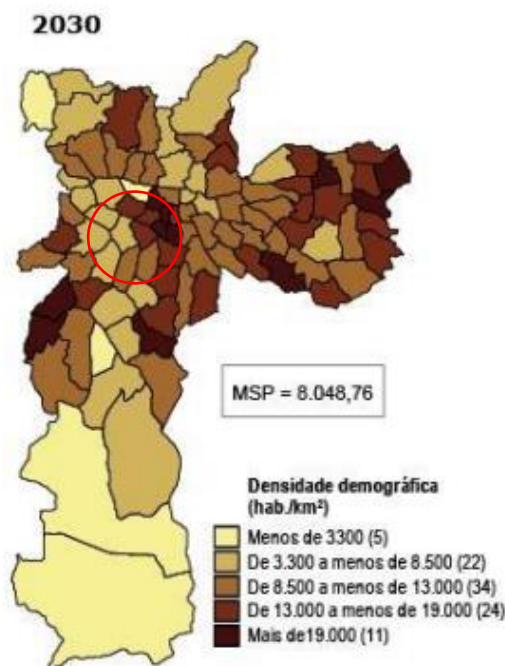 2030
MSP = 8.048,76
Densidade demográfica
(hab./km²)
Menos de 3300 (5)
De 3.300 a menos de 8.500 (22)
De 8.500 a menos de 13.000 (34)
De 13.000 a menos de 19.000 (24)
Mais de19.000 (11)